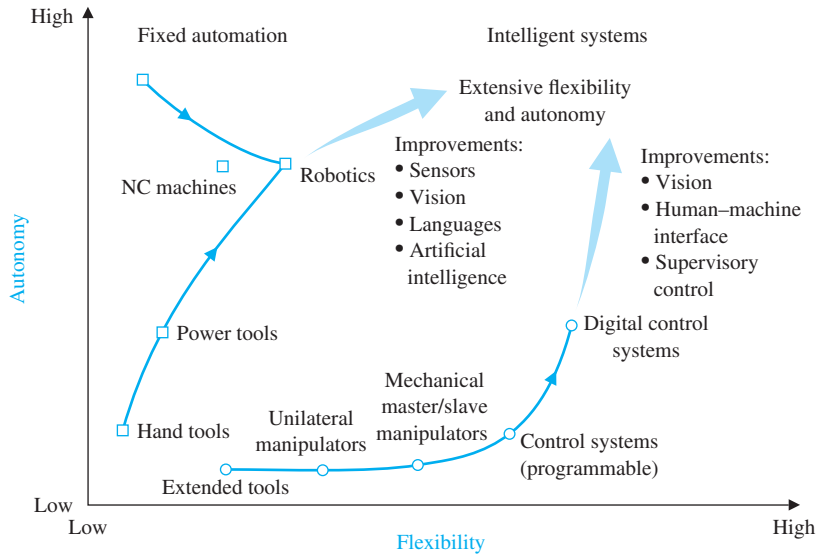 High
Fixed automation
Intelligent systems
Extensive flexibility
and autonomy
Improvements:
• Sensors
• Vision
• Languages
• Artificial
intelligence
Improvements:
• Vision
• Human–machine
interface
• Supervisory
control
NC machines
Robotics
Autonomy
Power tools
Digital control
systems
Mechanical
master/slave
manipulators
Unilateral
manipulators
Hand tools
Control systems
(programmable)
Extended tools
Low
Low
High
Flexibility